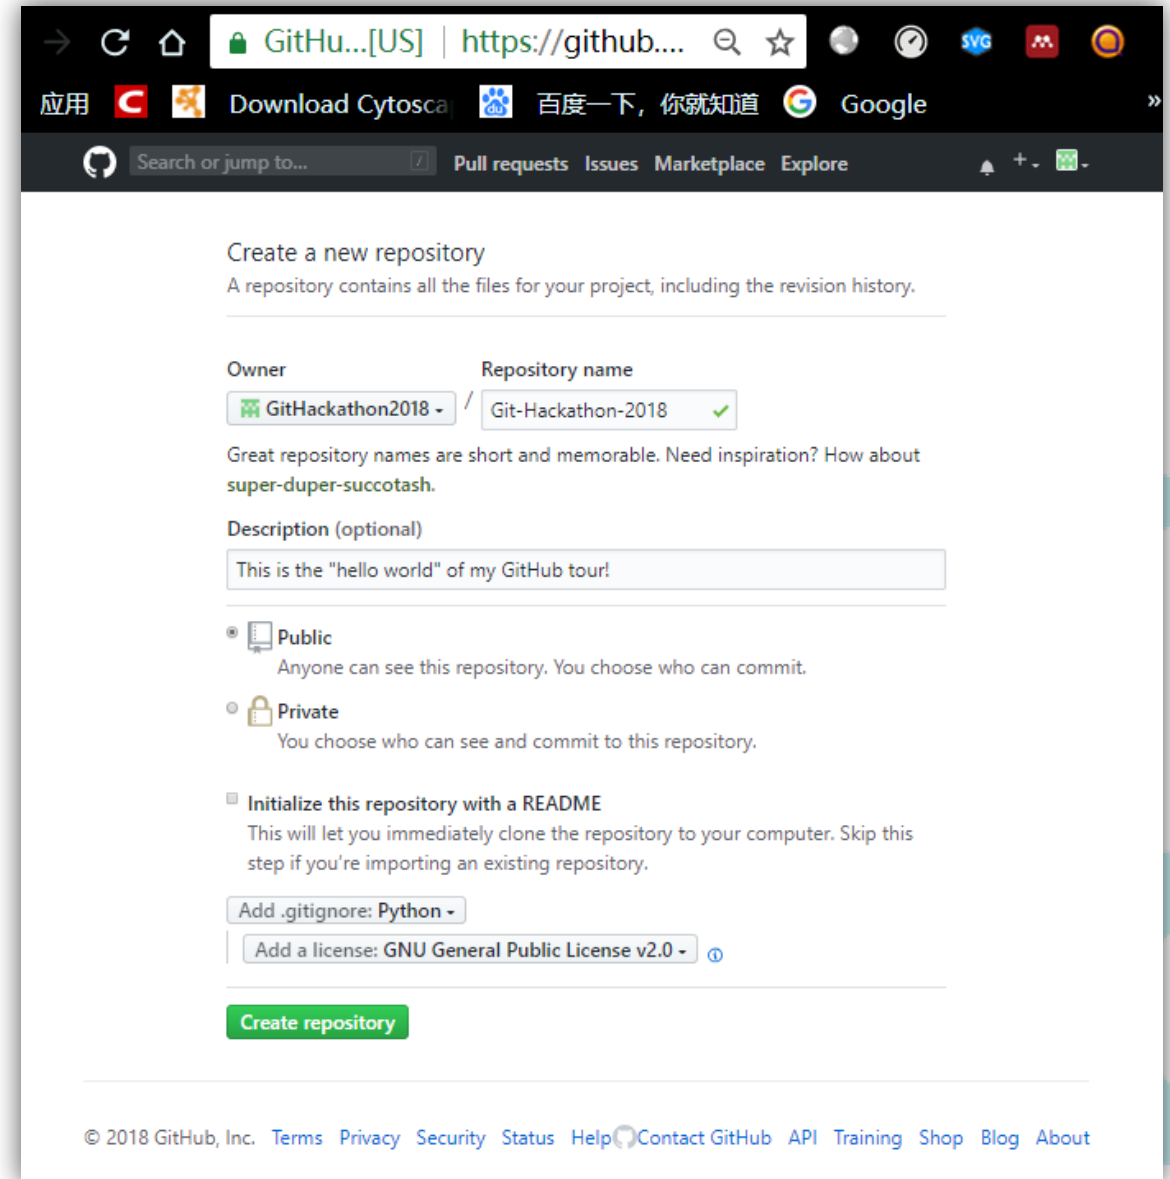 GitHu...[US] | https://github....
SVG
应用 C Download Cytosca du 百度一下，你就知道 G Google »
Search or jump to... / Pull requests Issues Marketplace Explore +
Create a new repository
A repository contains all the files for your project, including the revision history.
Owner Repository name
GitHackathon2018 / Git-Hackathon-2018
Great repository names are short and memorable. Need inspiration? How about
super-duper-succotash.
Description (optional)
This is the "hello world" of my GitHub tour!
Public
Anyone can see this repository. You choose who can commit.
Private
You choose who can see and commit to this repository.
Initialize this repository with a README
This will let you immediately clone the repository to your computer. Skip this
step if you're importing an existing repository.
Add .gitignore: Python
Add a license: GNU General Public License v2.0
Create repository
© 2018 GitHub, Inc. Terms Privacy Security Status Help Contact GitHub API Training Shop Blog About